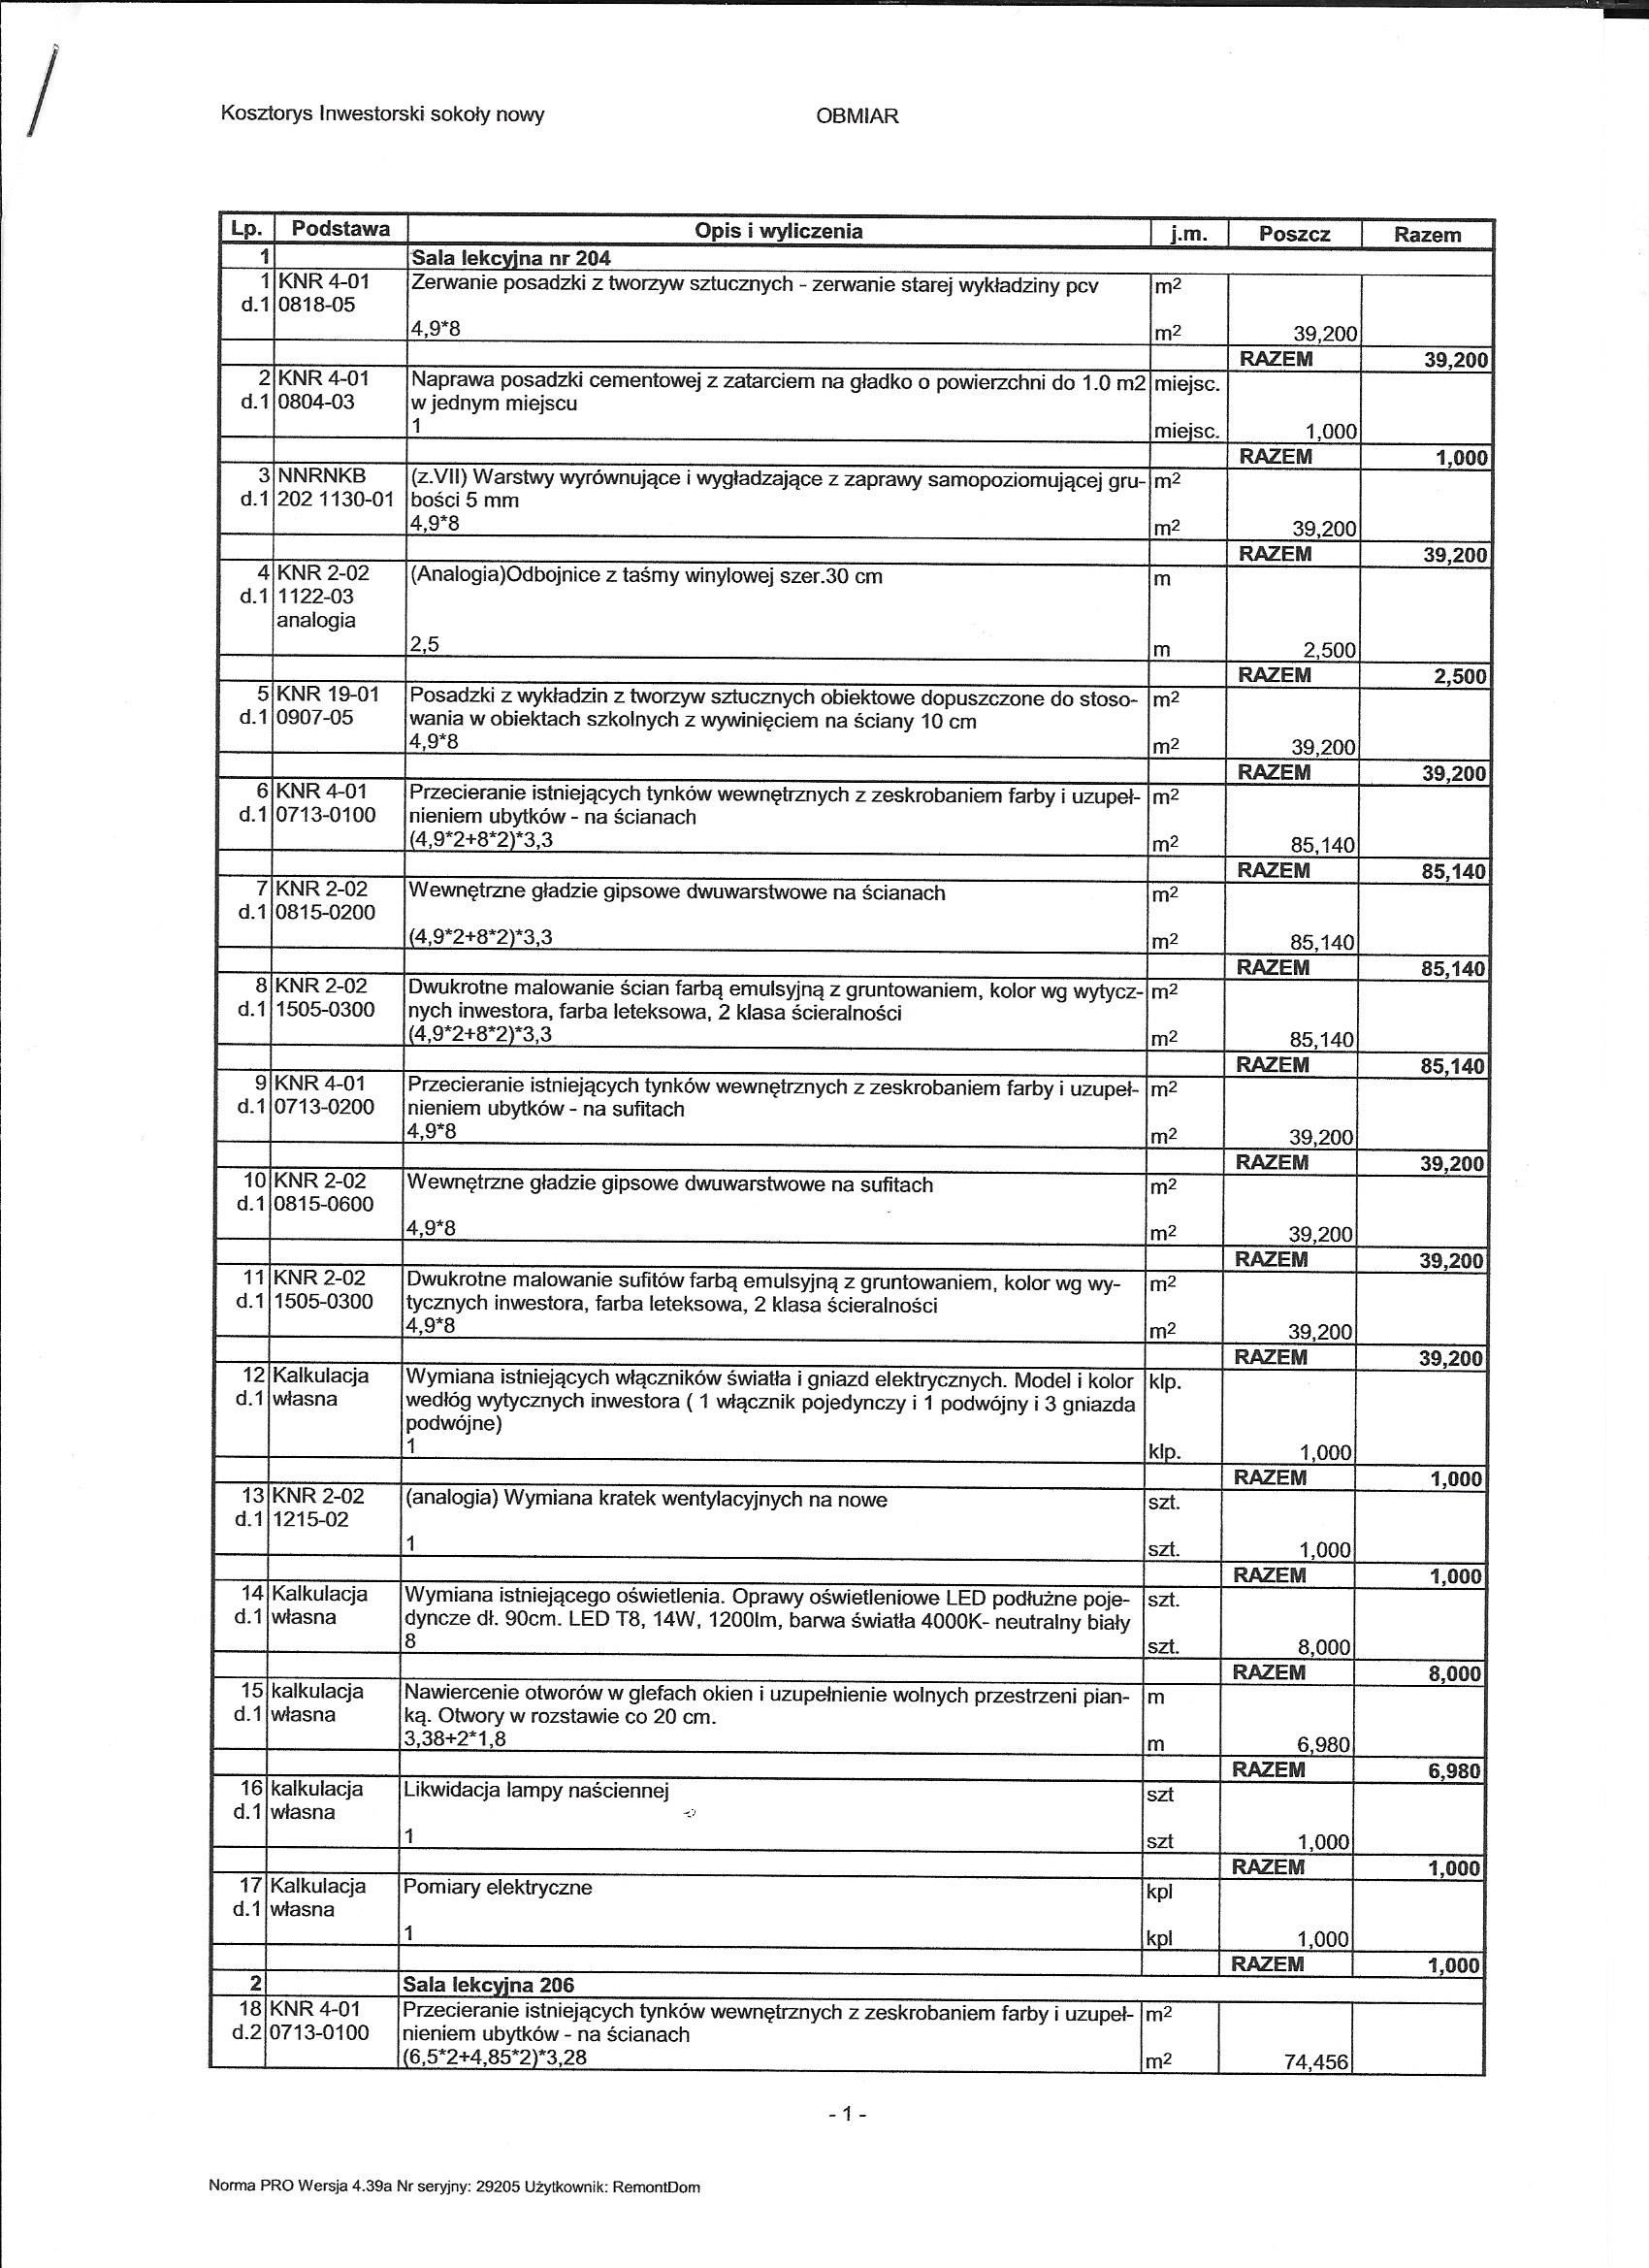 Kosztorys Inwestorski sokoły nowy OBMIAR
Lp. Podstawa Opis i wyliczenia j.m. Poszcz Razem
1 Sala lekcyjna nr 204
1 KNR 4-01 Zerwanie posadzki z tworzyw sztucznych - zerwanie starej wykładziny pcv m2
d.1 0818-05
4,9*8 m2 39,200
RAZEM 39,200
2 KNR 4-01 Naprawa posadzki cementowej z zatarciem na gładko o powierzchni do 1.0 m2 miejsc.
d.1 0804-03 w jednym miejscu
1 miejsc. 1,000
RAZEM 1,000
3 NNRNKB (z.VII) Warstwy wyrównujące i wygładzające z zaprawy samopoziomującej gru- m2
d.1 202 1130-01 bości 5 mm
4,9*8 m2 39,200
RAZEM 39,200
4 KNR 2-02 (Analogia)Odbojnice z taśmy winylowej szer.30 cm m
d.1 1122-03
analogia
2,5 m 2,500
RAZEM 2,500
5 KNR 19-01 Posadzki z wykładzin z tworzyw sztucznych obiektowe dopuszczone do stoso- m2
d.1 0907-05 wania w obiektach szkolnych z wywinięciem na ściany 10 cm
4,9*8 m2 39,200
RAZEM 39,200
6 KNR 4-01 Przecieranie istniejących tynków wewnętrznych z zeskrobaniem farby i uzupeł- m2
d.1 0713-0100 nieniem ubytków - na ścianach
(4,9*2+8*2)*3,3 m2 85,140
RAZEM 85,140
7 KNR 2-02 Wewnętrzne gładzie gipsowe dwuwarstwowe na ścianach m2
d.1 0815-0200
(4,9*2+8*2)*3,3 m2 85,140
RAZEM 85,140
8 KNR 2-02 Dwukrotne malowanie ścian farbą emulsyjną z gruntowaniem, kolor wg wytycz- m2
d.1 1505-0300 nych inwestora, farba leteksowa, 2 klasa ścieralności
(4,9*2+8*2)*3,3 m2 85,140
RAZEM 85,140
9 KNR 4-01 Przecieranie istniejących tynków wewnętrznych z zeskrobaniem farby i uzupeł- m2
d.1 0713-0200 nieniem ubytków - na sufitach
4,9*8 m2 39,200
RAZEM 39,200
10 KNR 2-02 Wewnętrzne gładzie gipsowe dwuwarstwowe na sufitach m2
d.1 0815-0600
4,9*8 m2 39,200
RAZEM 39,200
11 KNR 2-02 Dwukrotne malowanie sufitów farbą emulsyjną z gruntowaniem, kolor wg wy- m2
d.1 1505-0300 tycznych inwestora, farba leteksowa, 2 klasa ścieralności
4,9*8 m2 39,200
RAZEM 39,200
12 Kalkulacja Wymiana istniejących włączników światła i gniazd elektrycznych. Model i kolor klp.
d.1 własna wedłóg wytycznych inwestora ( 1 włącznik pojedynczy i 1 podwójny i 3 gniazda
podwójne)
1 klp. 1,000
RAZEM 1,000
13 KNR 2-02 (analogia) Wymiana kratek wentylacyjnych na nowe szt.
d.1 1215-02
1 szt. 1,000
RAZEM 1,000
14 Kalkulacja Wymiana istniejącego oświetlenia. Oprawy oświetleniowe LED podłużne poje- szt.
d.1 własna dyncze dł. 90cm. LED T8, 14W, 1200lm, barwa światła 4000K- neutralny biały
8 szt. 8,000
RAZEM 8,000
15 kalkulacja Nawiercenie otworów w glefach okien i uzupełnienie wolnych przestrzeni pian- m
d.1 własna ką. Otwory w rozstawie co 20 cm.
3,38+2*1,8 m 6,980
RAZEM 6,980
16 kalkulacja Likwidacja lampy naściennej szt
d.1 własna
1 szt 1,000
RAZEM 1,000
17 Kalkulacja Pomiary elektryczne kpl
d.1 własna
1 kpl 1,000
RAZEM 1,000
2 Sala lekcyjna 206
18 KNR 4-01 Przecieranie istniejących tynków wewnętrznych z zeskrobaniem farby i uzupeł- m2
d.2 0713-0100 nieniem ubytków - na ścianach
(6,5*2+4,85*2)*3,28 m2 74,456
- 1 -
Norma PRO Wersja 4.39a Nr seryjny: 29205 Użytkownik: RemontDom